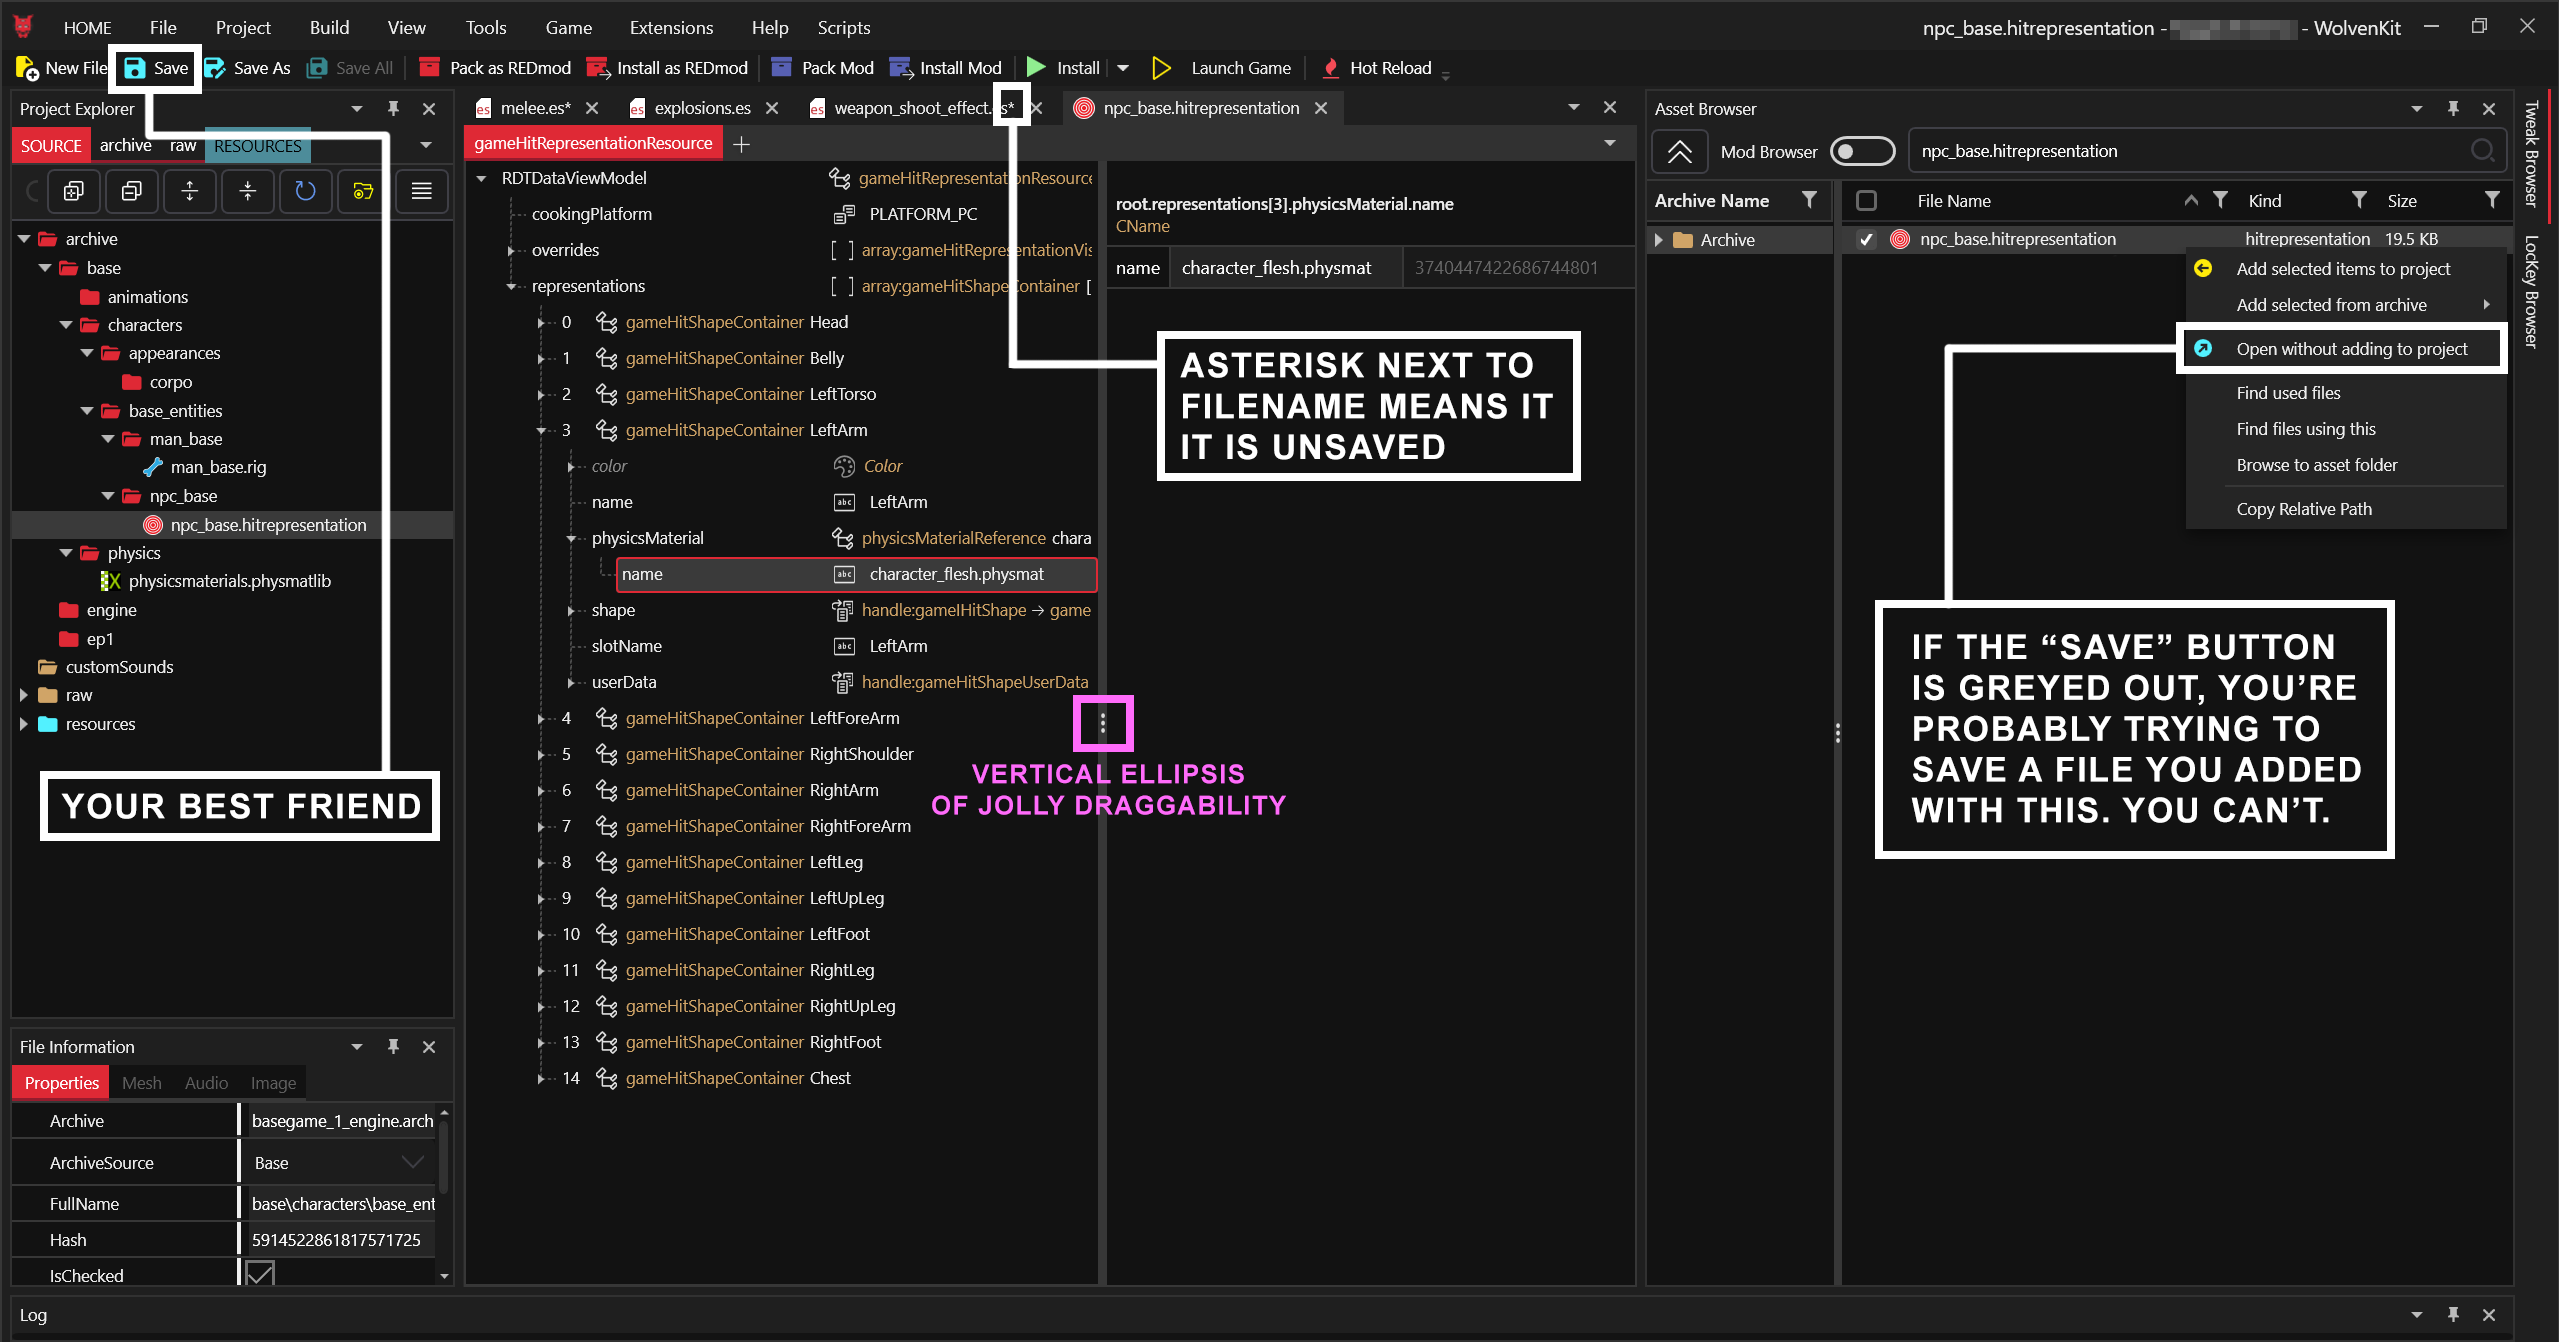 HOME File Project Build View Tools Game Extensions Help Scripts
npc_base.hitrepresentation - - WolvenKit
New File Save Save As Save All Pack as REDmod Install as REDmod Pack Mod Install Mod Install Launch Game Hot Reload
Project Explorer
SOURCE archive raw RESOURCES
archive
base
animations
characters
appearances
corpo
base_entities
man_base
man_base.rig
npc_base
npc_base.hitrepresentation
physics
physicsmaterials.physmatlib
engine
ep1
customSounds
raw
resources
YOUR BEST FRIEND
File Information
Properties Mesh Audio Image
Archive basegame_1_engine.arch
ArchiveSource Base
FullName base\characters\base_ent
Hash 5914522861817571725
IsChecked
Log
es melee.es* es explosions.es es weapon_shoot_effect. s* npc_base.hitrepresentation
gameHitRepresentationResource
RDTDataViewModel gameHitRepresentationResource
cookingPlatform PLATFORM_PC
overrides [ ] array:gameHitRepresentationVis
representations [ ] array:gameHitShapeContainer [
0 gameHitShapeContainer Head
1 gameHitShapeContainer Belly
2 gameHitShapeContainer LeftTorso
3 gameHitShapeContainer LeftArm
color Color
name abc LeftArm
physicsMaterial physicsMaterialReference chara
name abc character_flesh.physmat
shape handle:gameIHitShape → game
slotName abc LeftArm
userData handle:gameHitShapeUserData
4 gameHitShapeContainer LeftForeArm
5 gameHitShapeContainer RightShoulder
6 gameHitShapeContainer RightArm
7 gameHitShapeContainer RightForeArm
8 gameHitShapeContainer LeftLeg
9 gameHitShapeContainer LeftUpLeg
10 gameHitShapeContainer LeftFoot
11 gameHitShapeContainer RightLeg
12 gameHitShapeContainer RightUpLeg
13 gameHitShapeContainer RightFoot
14 gameHitShapeContainer Chest
root.representations[3].physicsMaterial.name
CName
name character_flesh.physmat 3740447422686744801
ASTERISK NEXT TO
FILENAME MEANS IT
IT IS UNSAVED
VERTICAL ELLIPSIS
OF JOLLY DRAGGABILITY
Asset Browser
Mod Browser npc_base.hitrepresentation
Archive Name File Name Kind Size
Archive npc_base.hitrepresentation hitrepresentation 19.5 KB
Add selected items to project
Add selected from archive
Open without adding to project
Find used files
Find files using this
Browse to asset folder
Copy Relative Path
IF THE “SAVE” BUTTON
IS GREYED OUT, YOU’RE
PROBABLY TRYING TO
SAVE A FILE YOU ADDED
WITH THIS. YOU CAN’T.
Tweak Browser
LocKey Browser